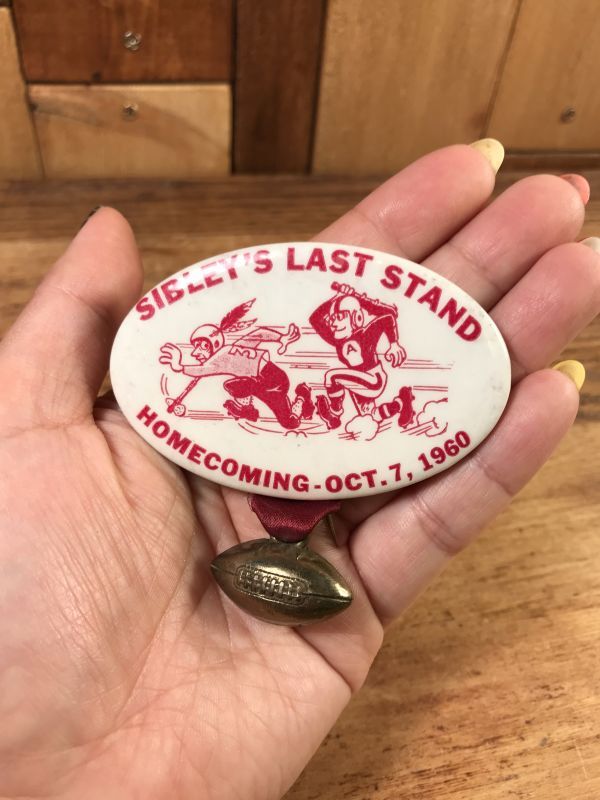 SIBLEY'S LAST STAND
A
HOMECOMING-OCT. 7, 1960